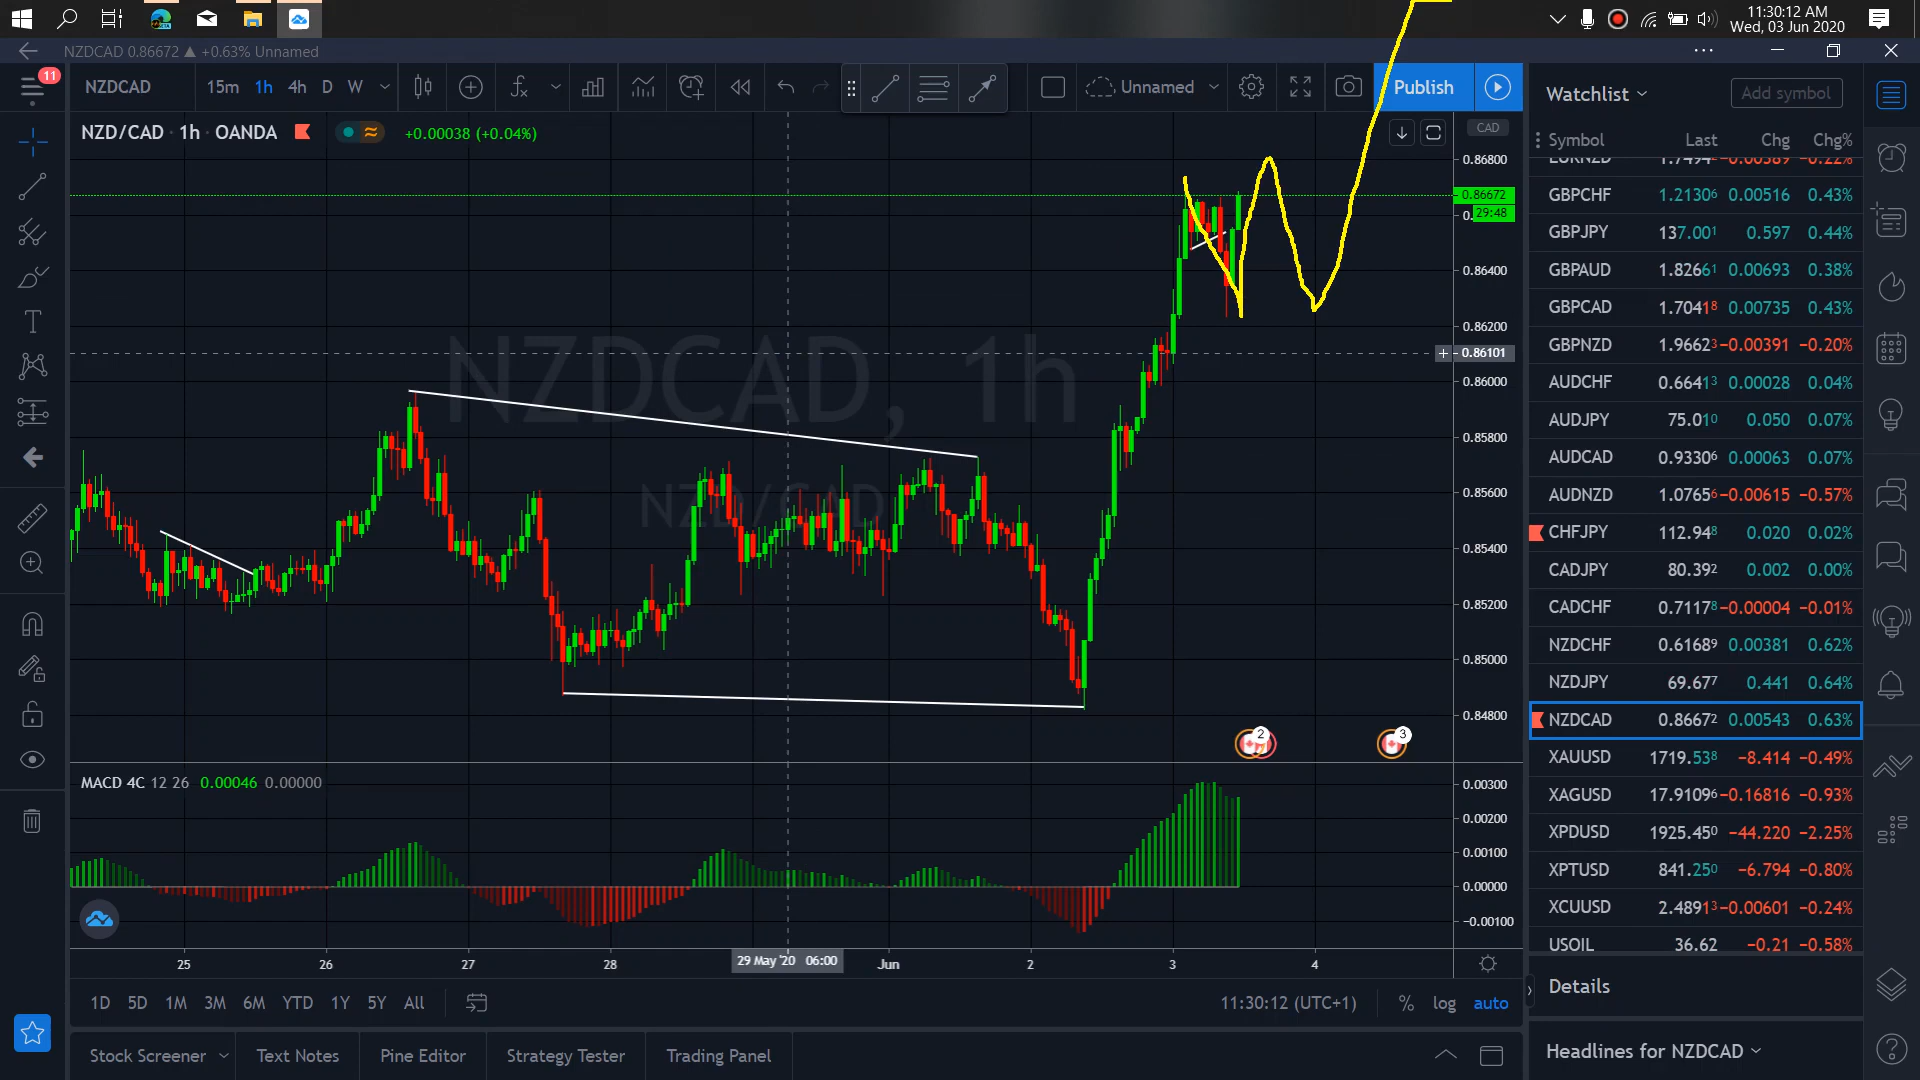 11:30:12 AM
Wed, 03 Jun 2020
NZDCAD 0.86672 ▲ +0.63% Unnamed
11
NZDCAD 15m 1h 4h D W Unnamed Publish
Watchlist Add symbol
NZD/CAD · 1h · OANDA +0.00038 (+0.04%)
CAD
Symbol Last Chg Chg%
0.86800
0.86672
29:48
0.86400
0.86200
0.86101
0.86000
0.85800
0.85600
0.85400
0.85200
0.85000
0.84800
NZDCAD, 1h
NZD/CAD
2
3
EURNZD 1.7494² −0.00389 −0.22%
GBPCHF 1.2130⁶ 0.00516 0.43%
GBPJPY 137.00¹ 0.597 0.44%
GBPAUD 1.8266¹ 0.00693 0.38%
GBPCAD 1.7041⁸ 0.00735 0.43%
GBPNZD 1.9662³ −0.00391 −0.20%
AUDCHF 0.6641³ 0.00028 0.04%
AUDJPY 75.01⁰ 0.050 0.07%
AUDCAD 0.9330⁶ 0.00063 0.07%
AUDNZD 1.0765⁶ −0.00615 −0.57%
CHFJPY 112.94⁸ 0.020 0.02%
CADJPY 80.39² 0.002 0.00%
CADCHF 0.7117⁸ −0.00004 −0.01%
NZDCHF 0.6168⁹ 0.00381 0.62%
NZDJPY 69.67⁷ 0.441 0.64%
NZDCAD 0.8667² 0.00543 0.63%
XAUUSD 1719.53⁸ −8.414 −0.49%
XAGUSD 17.9109⁶ −0.16816 −0.93%
XPDUSD 1925.45⁰ −44.220 −2.25%
XPTUSD 841.25⁰ −6.794 −0.80%
XCUUSD 2.4891³ −0.00601 −0.24%
USOIL 36.62 −0.21 −0.58%
MACD 4C 12 26 0.00046 0.00000
0.00300
0.00200
0.00100
0.00000
−0.00100
25 26 27 28 29 May '20 06:00 Jun 2 3 4
1D 5D 1M 3M 6M YTD 1Y 5Y All 11:30:12 (UTC+1) % log auto
Details
Stock Screener Text Notes Pine Editor Strategy Tester Trading Panel
Headlines for NZDCAD